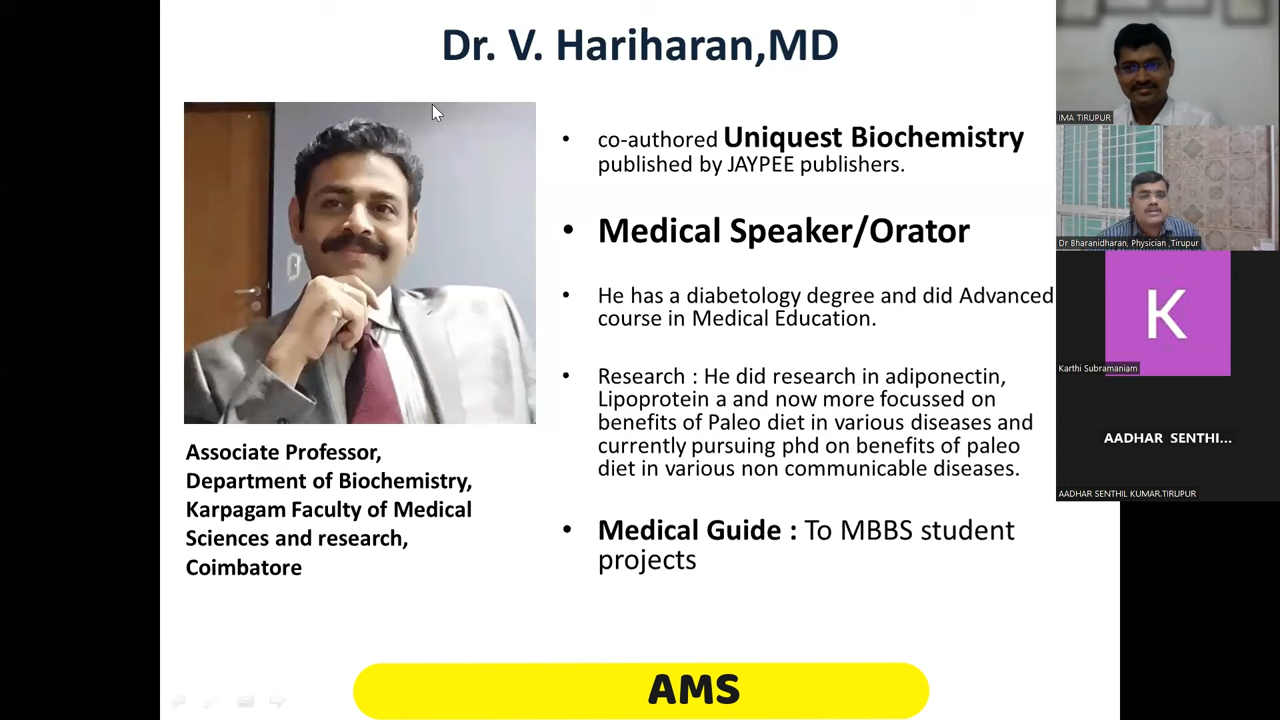 Dr. V. Hariharan,MD
co-authored Uniquest Biochemistry
published by JAYPEE publishers.
Medical Speaker/Orator
He has a diabetology degree and did Advanced
course in Medical Education.
Research : He did research in adiponectin,
Lipoprotein a and now more focussed on
benefits of Paleo diet in various diseases and
currently pursuing phd on benefits of paleo
diet in various non communicable diseases.
Medical Guide : To MBBS student
projects
Associate Professor,
Department of Biochemistry,
Karpagam Faculty of Medical
Sciences and research,
Coimbatore
AMS
IMA TIRUPUR
Dr Bharanidharan, Physician ,Tirupur
K
Karthi Subramaniam
AADHAR SENTHI...
AADHAR SENTHIL KUMAR,TIRUPUR